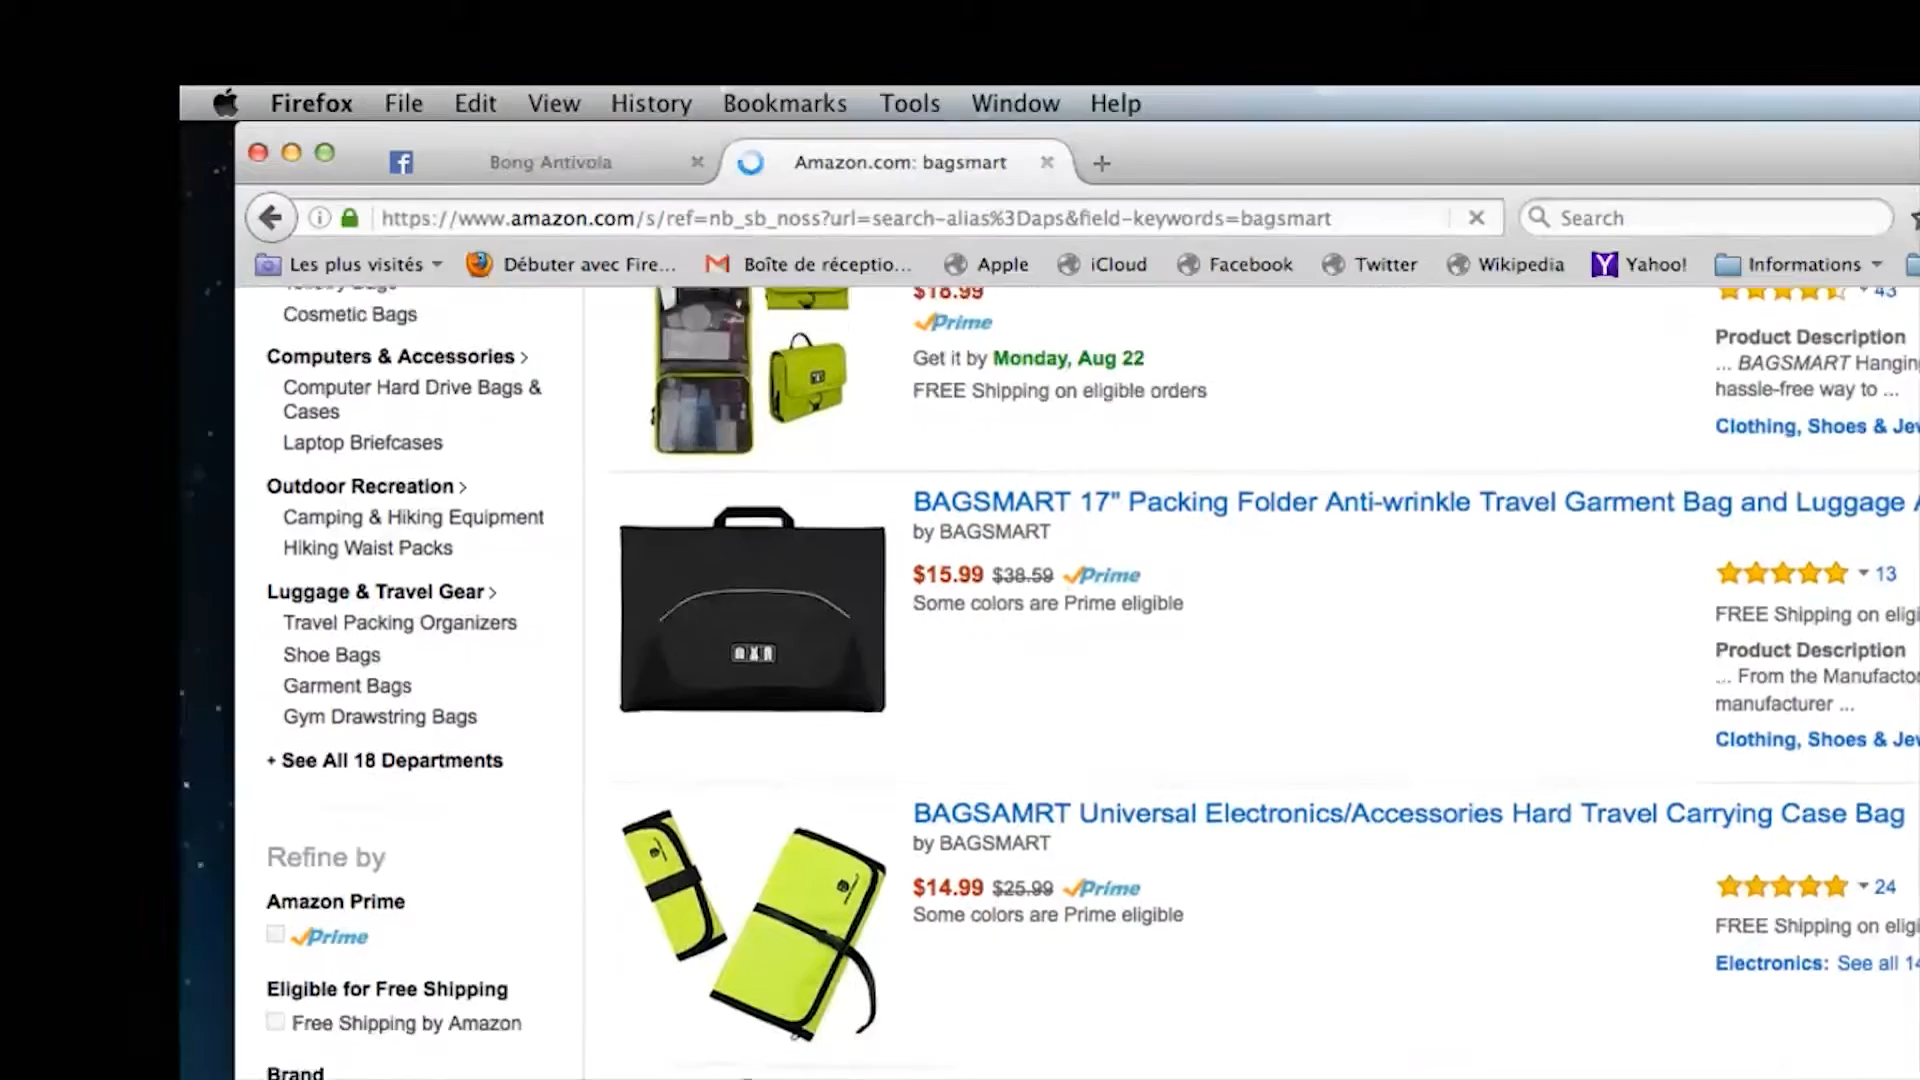 Firefox File Edit View History Bookmarks Tools Window Help
Bong Antivola
Amazon.com: bagsmart
https://www.amazon.com/s/ref=nb_sb_noss?url=search-alias%3Daps&field-keywords=bagsmart
Search
Les plus visités
Débuter avec Fire...
Boîte de réceptio...
Apple
iCloud
Facebook
Twitter
Wikipedia
Yahoo!
Informations
Cosmetic Bags
Computers & Accessories
Computer Hard Drive Bags &
Cases
Laptop Briefcases
Outdoor Recreation
Camping & Hiking Equipment
Hiking Waist Packs
Luggage & Travel Gear
Travel Packing Organizers
Shoe Bags
Garment Bags
Gym Drawstring Bags
+ See All 18 Departments
Refine by
Amazon Prime
Prime
Eligible for Free Shipping
Free Shipping by Amazon
Brand
$18.99
Prime
Get it by Monday, Aug 22
FREE Shipping on eligible orders
43
Product Description
... BAGSMART Hanging
hassle-free way to ...
Clothing, Shoes & Jew
BAGSMART 17" Packing Folder Anti-wrinkle Travel Garment Bag and Luggage A
by BAGSMART
$15.99 $38.59 Prime
Some colors are Prime eligible
13
FREE Shipping on eligi
Product Description
... From the Manufactor
manufacturer ...
Clothing, Shoes & Jew
BAGSAMRT Universal Electronics/Accessories Hard Travel Carrying Case Bag
by BAGSMART
$14.99 $25.99 Prime
Some colors are Prime eligible
24
FREE Shipping on eligi
Electronics: See all 14